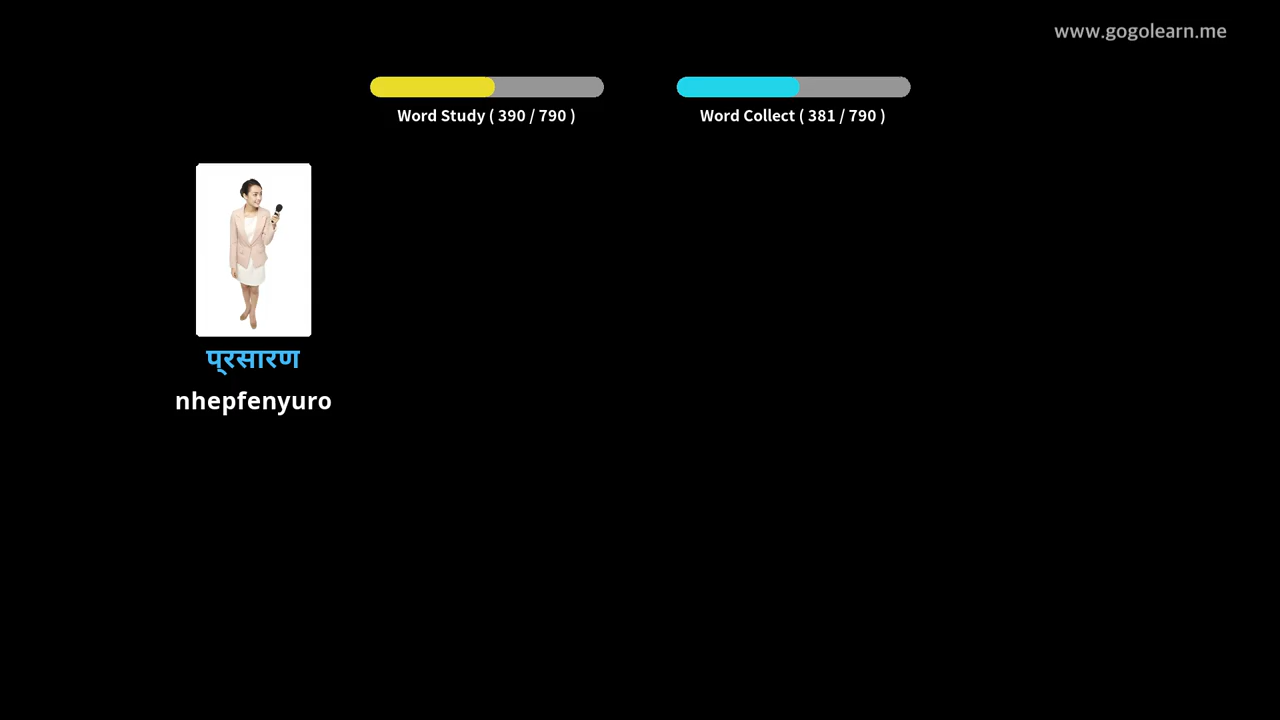 www.gogolearn.me
Word Study ( 390 / 790 )
Word Collect ( 381 / 790 )
प्रसारण
nhepfenyuro